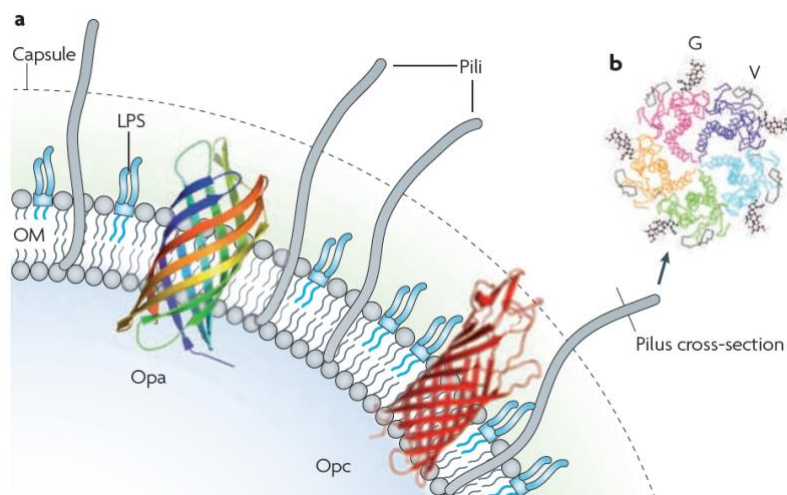 a
Capsule
LPS
Pili
b
G
V
OM
Opa
Opc
Pilus cross-section